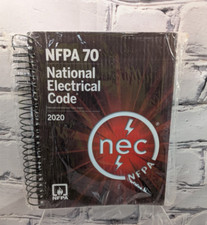 NFPA 70®
National Electrical
Code®
2020
nec®
NFPA
NFPA